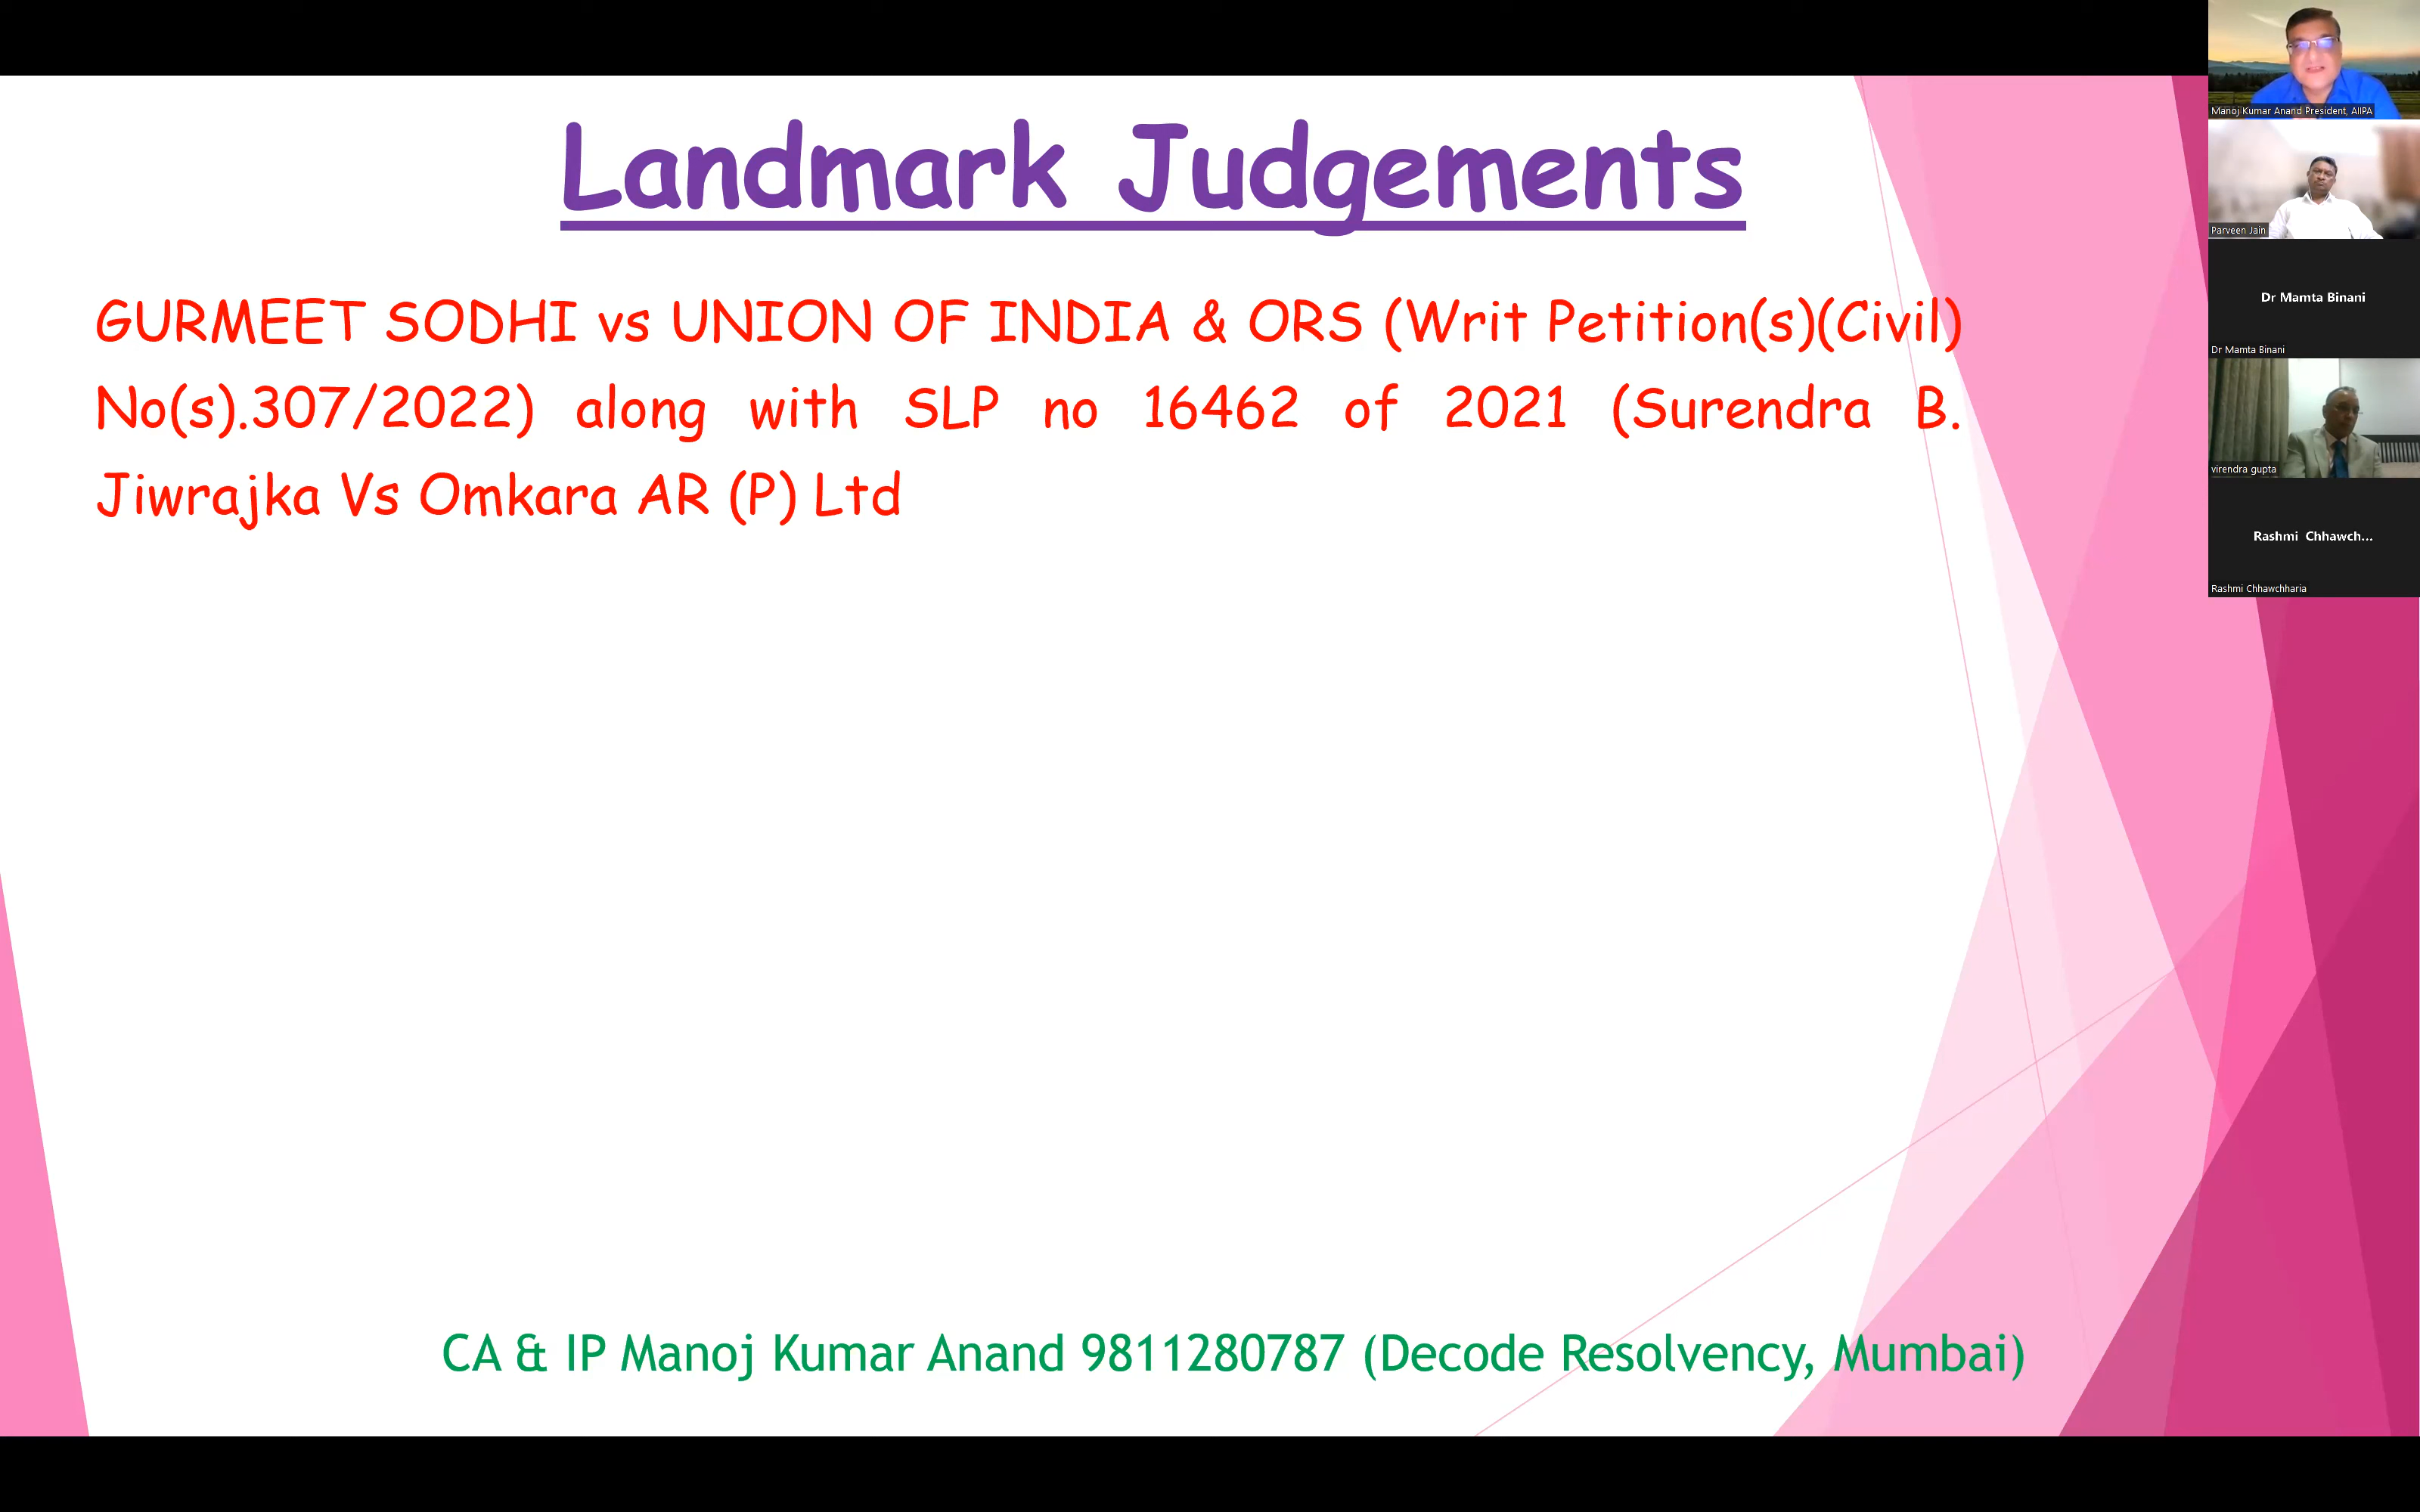 Landmark Judgements
GURMEET SODHI vs UNION OF INDIA & ORS (Writ Petition(s)(Civil)
No(s).307/2022) along with SLP no 16462 of 2021 (Surendra B.
Jiwrajka Vs Omkara AR (P) Ltd
CA & IP Manoj Kumar Anand 9811280787 (Decode Resolvency, Mumbai)
Manoj Kumar Anand President, AIIPA
Parveen Jain
Dr Mamta Binani
Dr Mamta Binani
virendra gupta
Rashmi Chhawch...
Rashmi Chhawchharia